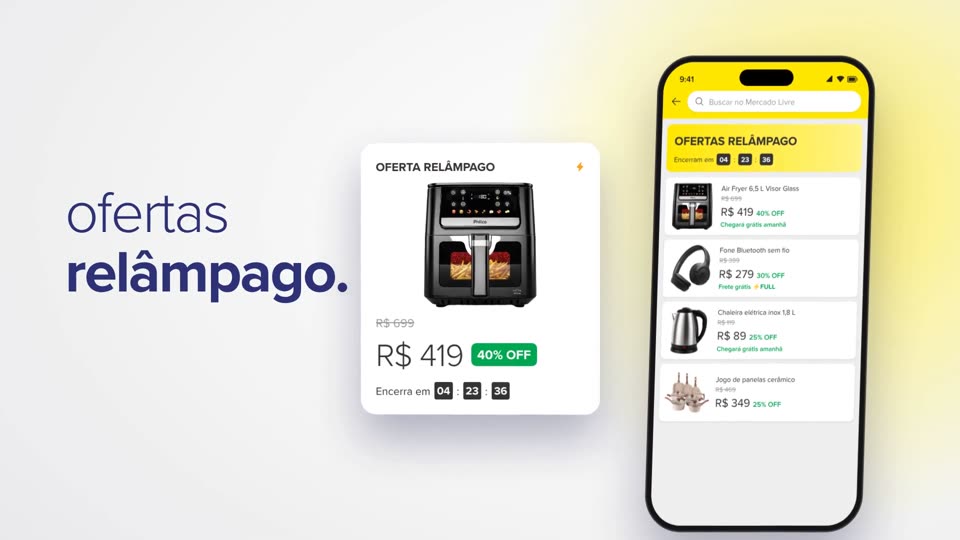 ofertas
relâmpago.
OFERTA RELÂMPAGO
Philco
R$ 699
R$ 419 40% OFF
Encerra em 04 : 23 : 36
9:41
Buscar no Mercado Livre
OFERTAS RELÂMPAGO
Encerram em 04 : 23 : 36
Air Fryer 6,5 L Visor Glass
R$ 699
R$ 419 40% OFF
Chegará grátis amanhã
Fone Bluetooth sem fio
R$ 399
R$ 279 30% OFF
Frete grátis FULL
Chaleira elétrica inox 1,8 L
R$ 89 25% OFF
Chegará grátis amanhã
Jogo de panelas cerâmico
R$ 469
R$ 349 25% OFF